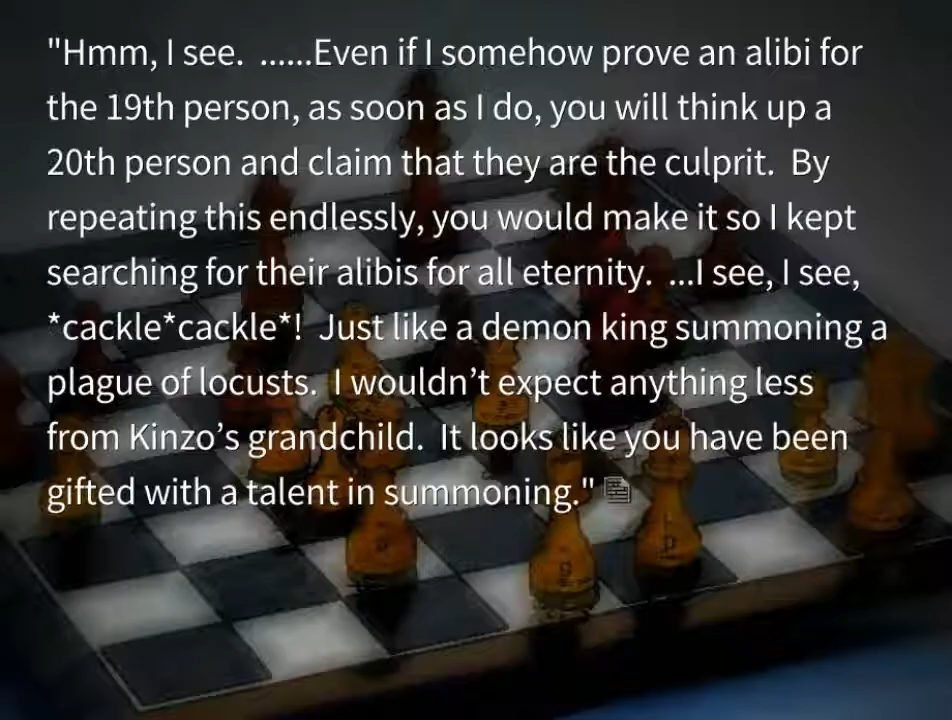 "Hmm, I see.  ......Even if I somehow prove an alibi for
the 19th person, as soon as I do, you will think up a
20th person and claim that they are the culprit.  By
repeating this endlessly, you would make it so I kept
searching for their alibis for all eternity.  ...I see, I see,
*cackle*cackle*!  Just like a demon king summoning a
plague of locusts.  I wouldn’t expect anything less
from Kinzo’s grandchild.  It looks like you have been
gifted with a talent in summoning."